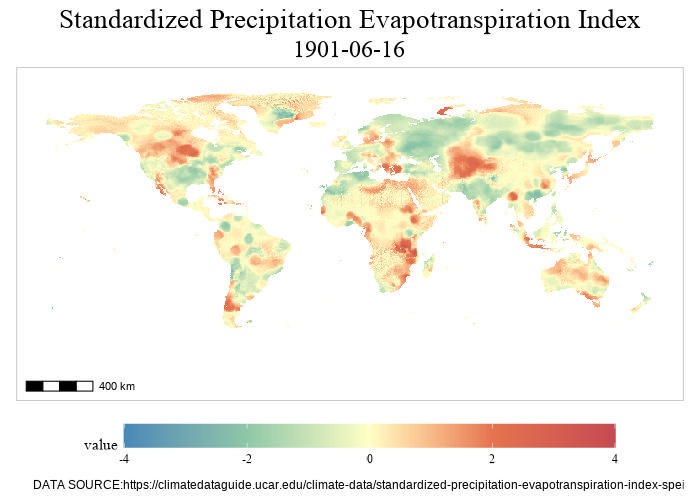 Standardized Precipitation Evapotranspiration Index
1901-06-16
400 km
value
-4 -2 0 2 4
DATA SOURCE:https://climatedataguide.ucar.edu/climate-data/standardized-precipitation-evapotranspiration-index-spei